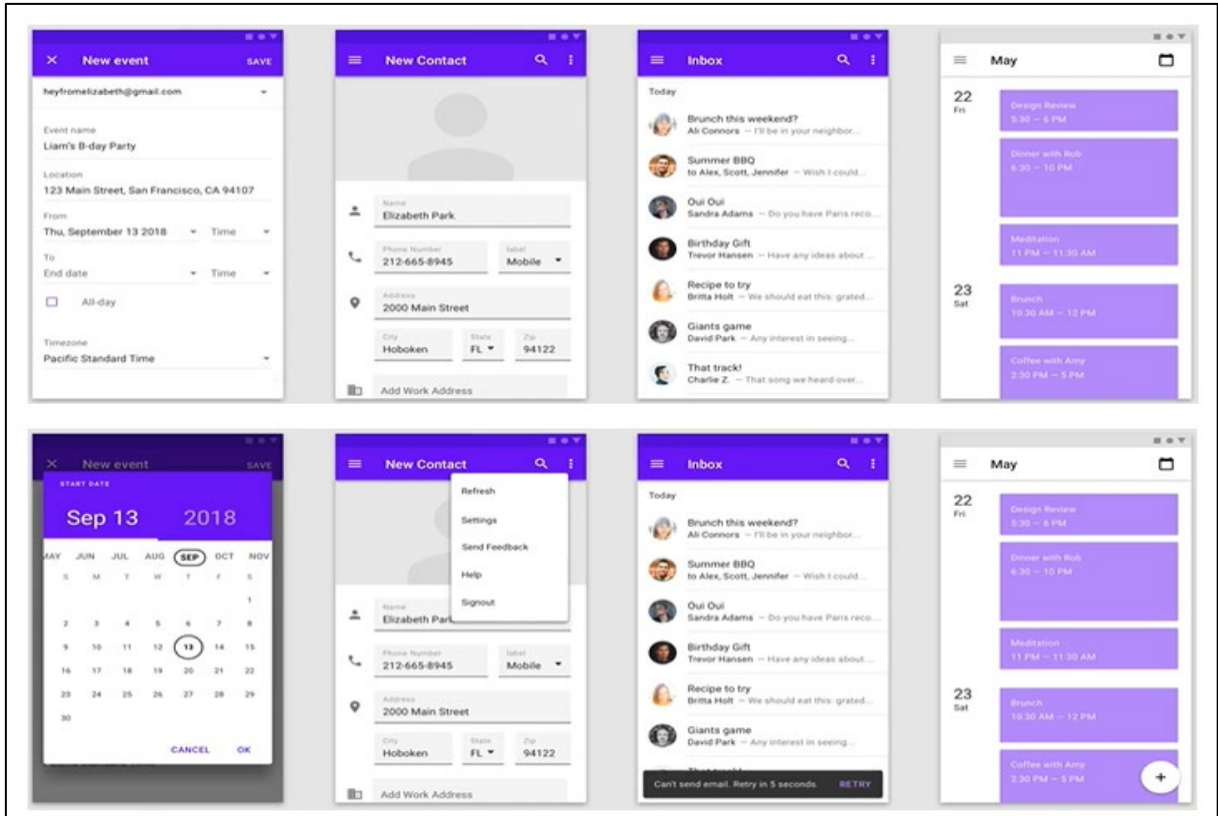 New event
SAVE
heyfromelizabeth@gmail.com
Event name
Liam's B-day Party
Location
123 Main Street, San Francisco, CA 94107
From
Thu, September 13 2018
Time
To
End date
Time
All-day
Timezone
Pacific Standard Time
New Contact
Name
Elizabeth Park
Phone Number
212-665-8945
label
Mobile
Address
2000 Main Street
City
Hoboken
State
FL
Zip
94122
Add Work Address
Inbox
Today
Brunch this weekend?
Ali Connors — I'll be in your neighbor...
Summer BBQ
to Alex, Scott, Jennifer — Wish I could...
Oui Oui
Sandra Adams — Do you have Paris reco...
Birthday Gift
Trevor Hansen — Have any ideas about ...
Recipe to try
Britta Holt — We should eat this: grated...
Giants game
David Park — Any interest in seeing...
That track!
Charlie Z. — That song we heard over...
May
22
Fri
Design Review
5:30 — 6 PM
Dinner with Rob
6:30 — 10 PM
Meditation
11 PM — 11:30 AM
23
Sat
Brunch
10:30 AM — 12 PM
Coffee with Amy
2:30 PM — 5 PM
New event
SAVE
START DATE
Sep 13 2018
MAY JUN JUL AUG SEP OCT NOV
S M T W T F S
1
2 3 4 5 6 7 8
9 10 11 12 13 14 15
16 17 18 19 20 21 22
23 24 25 26 27 28 29
30
CANCEL OK
New Contact
Refresh
Settings
Send Feedback
Help
Signout
Name
Elizabeth Park
Phone Number
212-665-8945
label
Mobile
Address
2000 Main Street
City
Hoboken
State
FL
Zip
94122
Add Work Address
Inbox
Today
Brunch this weekend?
Ali Connors — I'll be in your neighbor...
Summer BBQ
to Alex, Scott, Jennifer — Wish I could...
Oui Oui
Sandra Adams — Do you have Paris reco...
Birthday Gift
Trevor Hansen — Have any ideas about ...
Recipe to try
Britta Holt — We should eat this: grated...
Giants game
David Park — Any interest in seeing...
Can't send email. Retry in 5 seconds.
RETRY
May
22
Fri
Design Review
5:30 — 6 PM
Dinner with Rob
6:30 — 10 PM
Meditation
11 PM — 11:30 AM
23
Sat
Brunch
10:30 AM — 12 PM
Coffee with Amy
2:30 PM — 5 PM